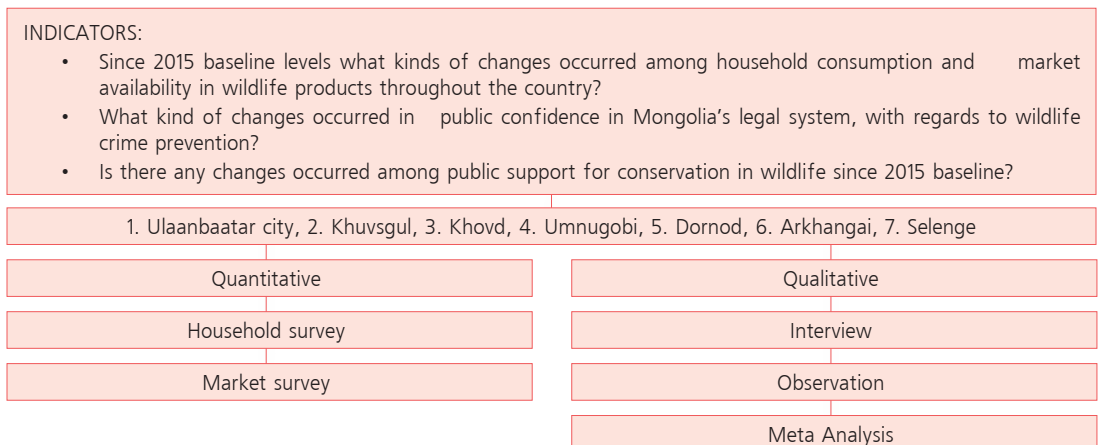 INDICATORS:
• Since 2015 baseline levels what kinds of changes occurred among household consumption and market
availability in wildlife products throughout the country?
• What kind of changes occurred in public confidence in Mongolia’s legal system, with regards to wildlife
crime prevention?
• Is there any changes occurred among public support for conservation in wildlife since 2015 baseline?
1. Ulaanbaatar city, 2. Khuvsgul, 3. Khovd, 4. Umnugobi, 5. Dornod, 6. Arkhangai, 7. Selenge
Quantitative
Household survey
Market survey
Qualitative
Interview
Observation
Meta Analysis